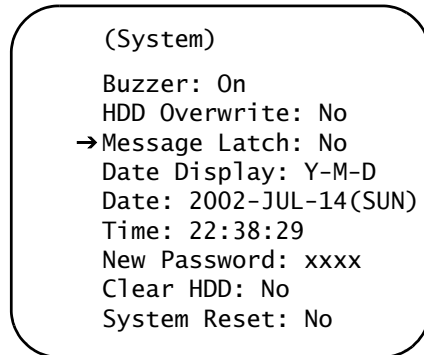 (System)
Buzzer: On
HDD Overwrite: No
➔Message Latch: No
Date Display: Y-M-D
Date: 2002-JUL-14(SUN)
Time: 22:38:29
New Password: xxxx
Clear HDD: No
System Reset: No